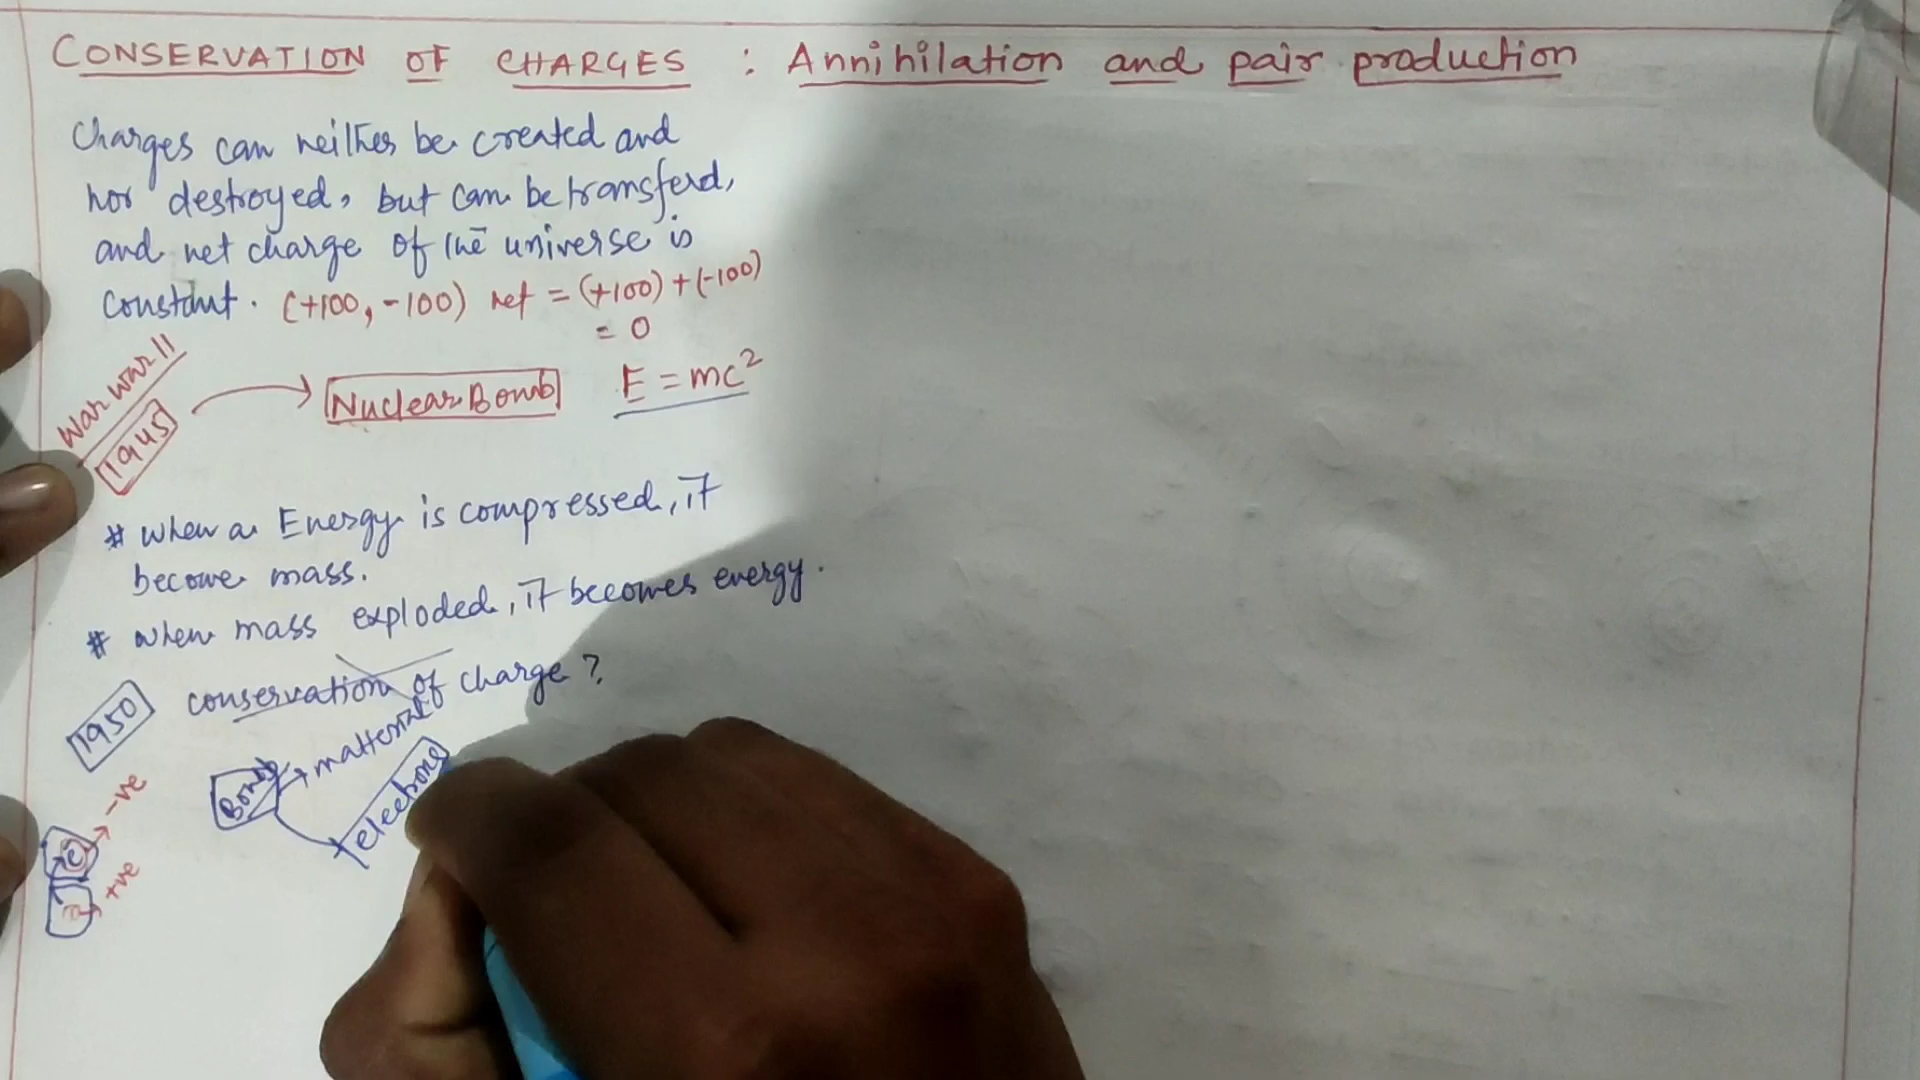 CONSERVATION OF CHARGES : Annihilation and pair production
Charges can neither be created and
nor destroyed, but can be transferd,
and net charge of the universe is
constant. (+100, -100) net = (+100) + (-100)
= 0
War war II
1945
Nuclear Bomb
E = mc²
# when a Energy is compressed, it
become mass.
# when mass exploded, it becomes energy.
1950
conservation of charge?
Bomb
matterial
electrons
e
-ve
+ve